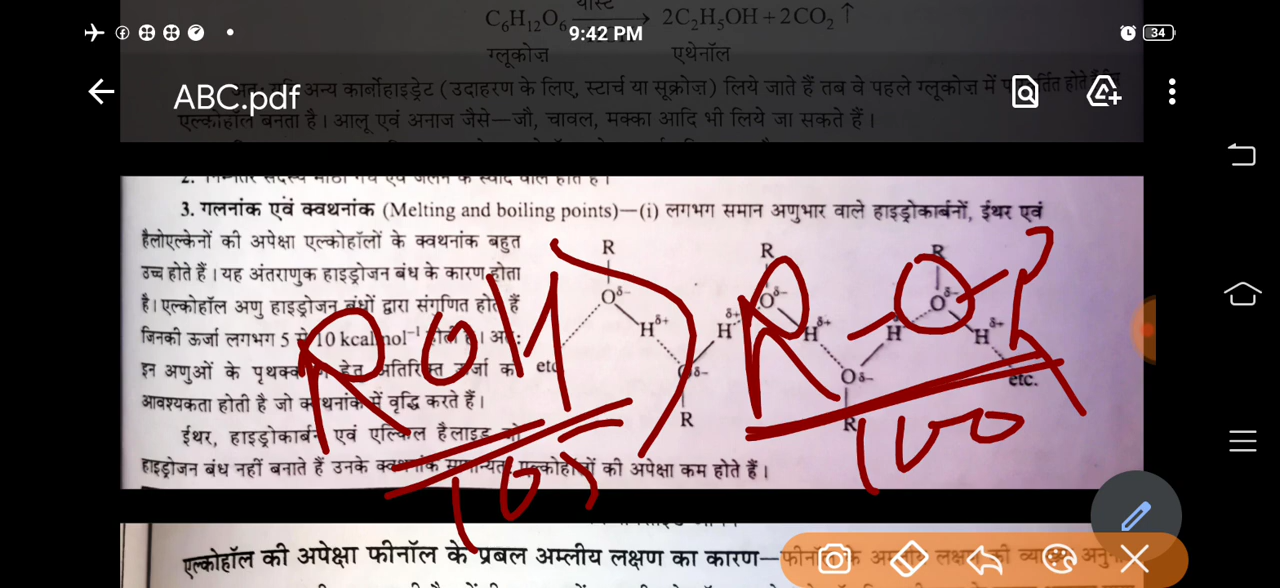 C₆H₁₂O₆ यीस्ट ⟶ 2C₂H₅OH + 2CO₂ ↑
9:42 PM
34
ग्लूकोज़ एथेनॉल
अन्य कार्बोहाइड्रेट (उदाहरण के लिए, स्टार्च या सूक्रोज) लिये जाते हैं तब वे पहले ग्लूकोज में
ABC.pdf
एल्कोहॉल बनता है। आलू एवं अनाज जैसे—जौ, चावल, मक्का आदि भी लिये जा सकते हैं।
3. गलनांक एवं क्वथनांक (Melting and boiling points)—(i) लगभग समान अणुभार वाले हाइड्रोकार्बनों, ईथर एवं
हैलोएल्केनों की अपेक्षा एल्कोहॉलों के क्वथनांक बहुत
उच्च होते हैं। यह अंतराणुक हाइड्रोजन बंध के कारण होता
है। एल्कोहॉल अणु हाइड्रोजन बंधों द्वारा संगुणित होते हैं
जिनकी ऊर्जा लगभग 5 से 10 kcal mol⁻¹ होती है। अतः
इन अणुओं के पृथक्करण हेतु अतिरिक्त ऊर्जा की
आवश्यकता होती है जो क्वथनांक में वृद्धि करते हैं।
ईथर, हाइड्रोकार्बन एवं एल्किल हैलाइड जो
हाइड्रोजन बंध नहीं बनाते हैं उनके क्वथनांक सामान्यतः एल्कोहॉलों की अपेक्षा कम होते हैं।
R R R
O^δ– O^δ– O^δ–
H^δ+ H^δ+ H^δ+ H H^δ+
etc. O^δ– O^δ– etc.
R R
ROH R-O-R
100
एल्कोहॉल की अपेक्षा फीनॉल के प्रबल अम्लीय लक्षण का कारण—फीनॉल के अम्लीय लक्षण की